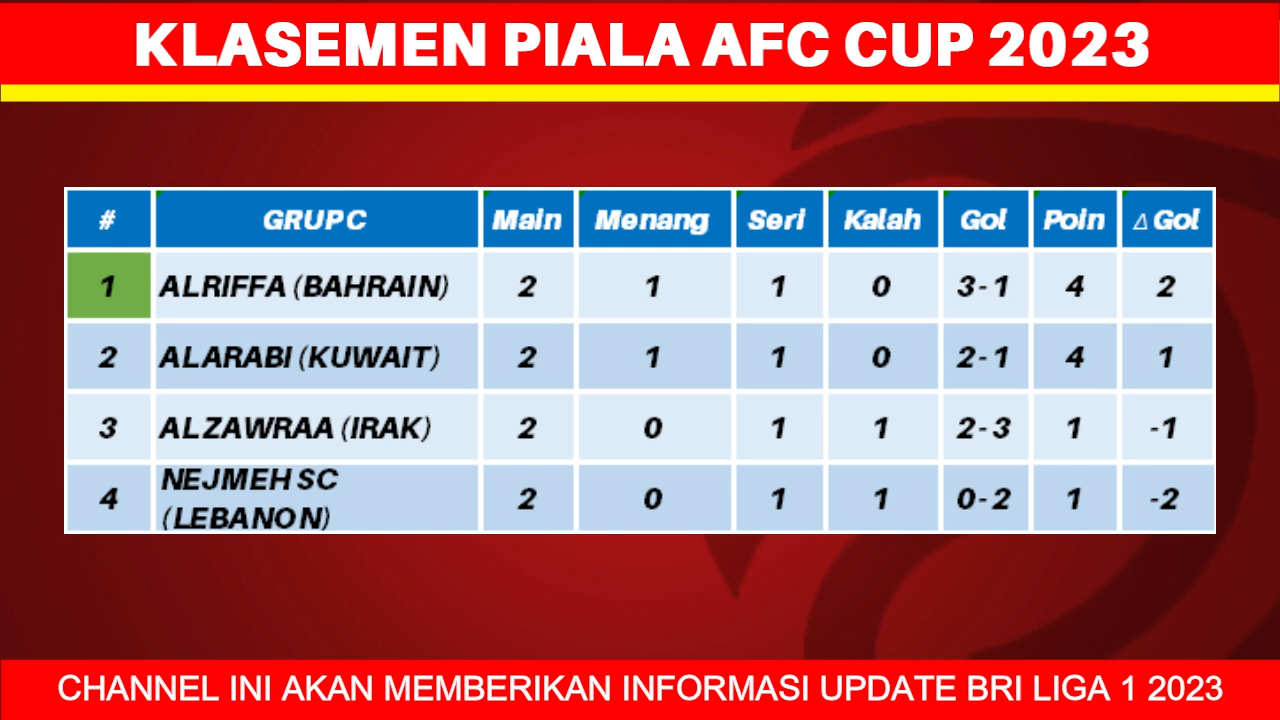 KLASEMEN PIALA AFC CUP 2023
# GRUP C Main Menang Seri Kalah Gol Poin △ Gol
1 ALRIFFA (BAHRAIN) 2 1 1 0 3-1 4 2
2 ALARABI (KUWAIT) 2 1 1 0 2-1 4 1
3 ALZAWRAA (IRAK) 2 0 1 1 2-3 1 -1
4 NEJMEH SC (LEBANON) 2 0 1 1 0-2 1 -2
CHANNEL INI AKAN MEMBERIKAN INFORMASI UPDATE BRI LIGA 1 2023